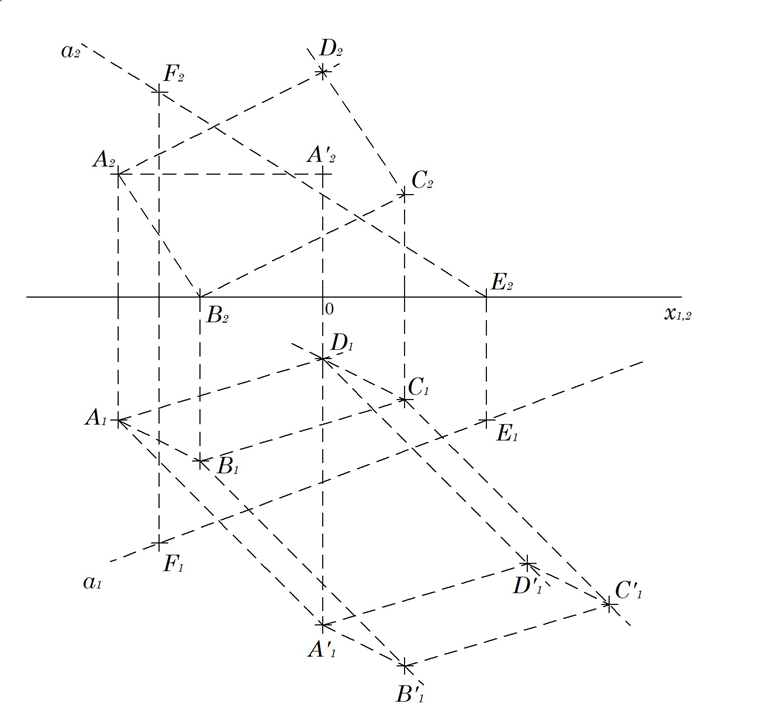 a₂
D₂
F₂
A₂
A'₂
C₂
E₂
B₂
0
x₁,₂
D₁
C₁
A₁
E₁
B₁
F₁
a₁
D'₁
C'₁
A'₁
B'₁